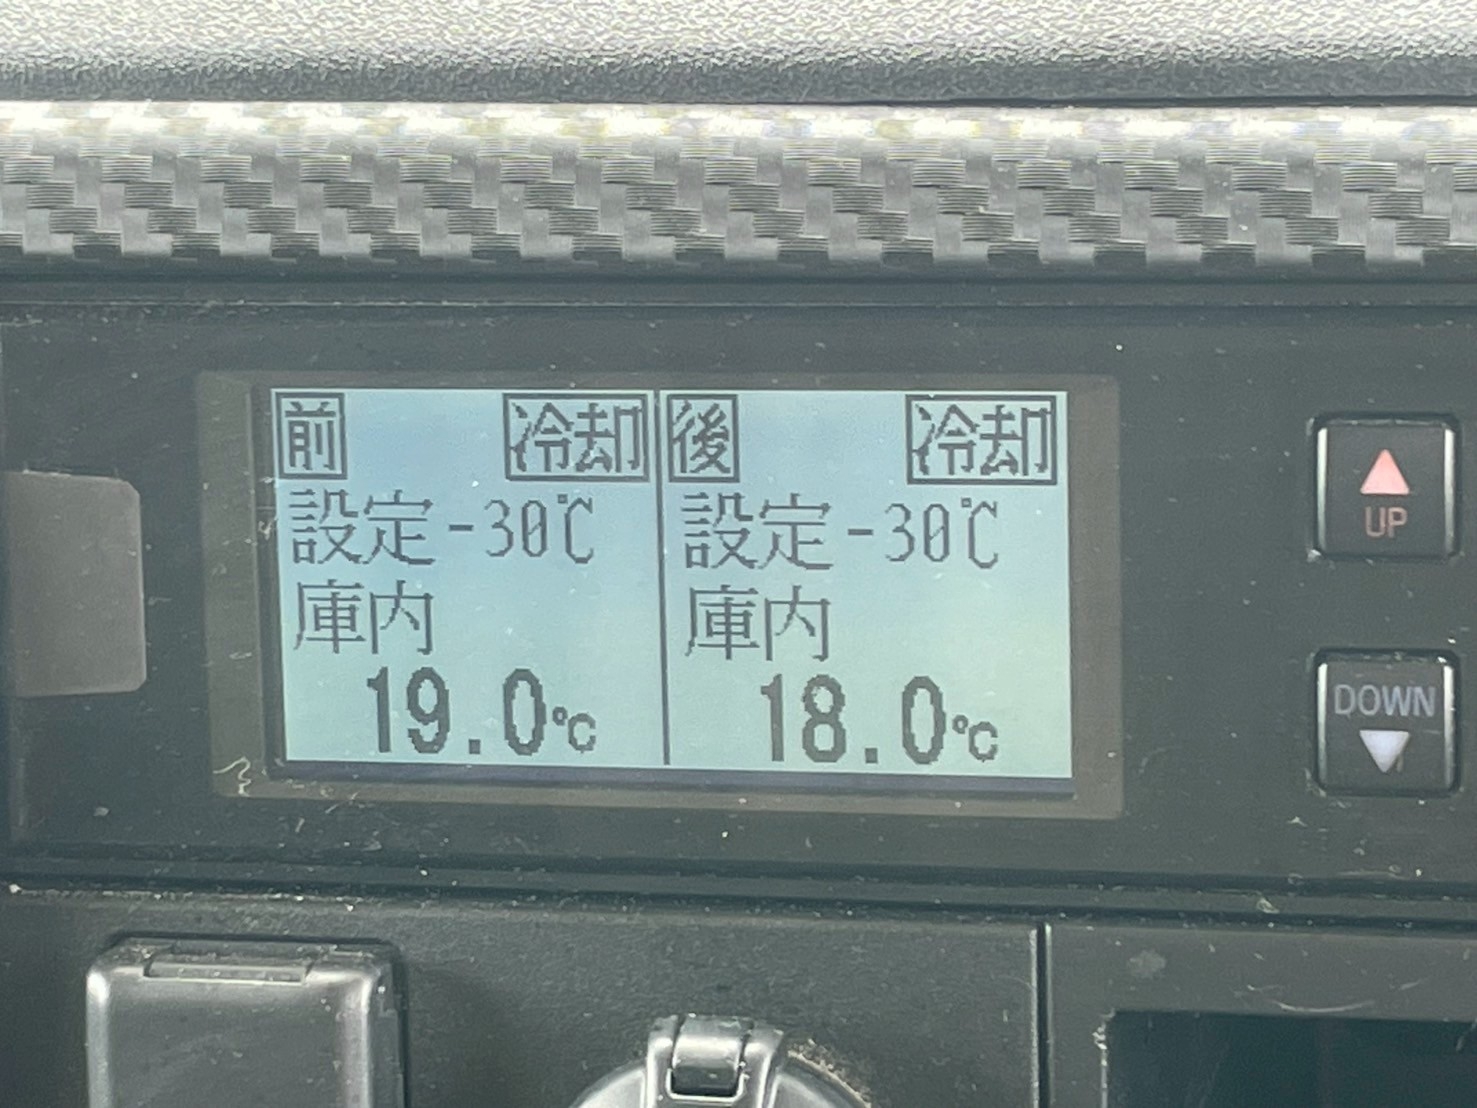 前 冷却
設定-30℃
庫内
19.0℃
後 冷却
設定-30℃
庫内
18.0℃
UP
DOWN